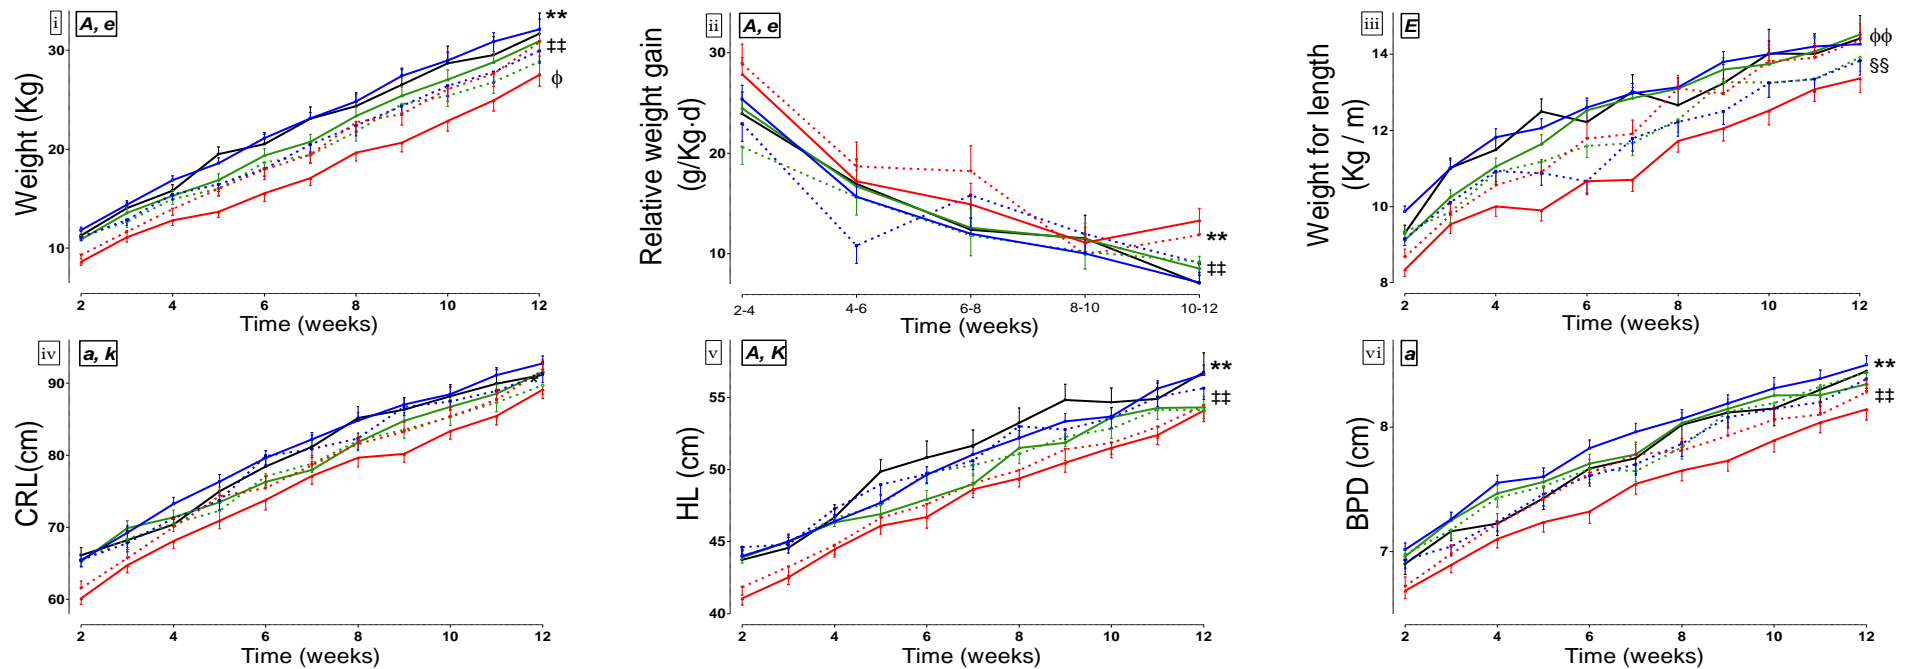 i
A, e
Weight (Kg)
30
20
10
2
4
6
8
10
12
Time (weeks)
**
‡‡
ϕ
ii
A, e
Relative weight gain
(g/Kg·d)
30
20
10
2-4
4-6
6-8
8-10
10-12
Time (weeks)
**
‡‡
iii
E
Weight for length
(Kg / m)
14
12
10
8
2
4
6
8
10
12
Time (weeks)
ϕϕ
§§
iv
a, k
CRL(cm)
90
80
70
60
2
4
6
8
10
12
Time (weeks)
*
v
A, K
HL (cm)
55
50
45
40
2
4
6
8
10
12
Time (weeks)
**
‡‡
vi
a
BPD (cm)
8
7
2
4
6
8
10
12
Time (weeks)
**
‡‡